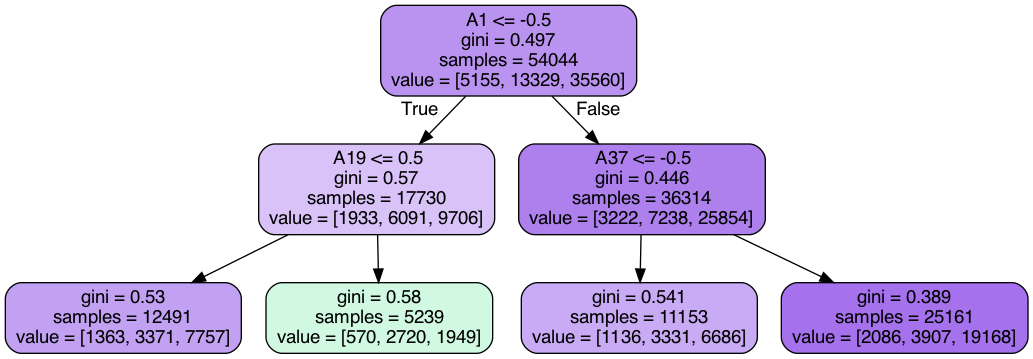 A1 <= -0.5
gini = 0.497
samples = 54044
value = [5155, 13329, 35560]
True
False
A19 <= 0.5
gini = 0.57
samples = 17730
value = [1933, 6091, 9706]
A37 <= -0.5
gini = 0.446
samples = 36314
value = [3222, 7238, 25854]
gini = 0.53
samples = 12491
value = [1363, 3371, 7757]
gini = 0.58
samples = 5239
value = [570, 2720, 1949]
gini = 0.541
samples = 11153
value = [1136, 3331, 6686]
gini = 0.389
samples = 25161
value = [2086, 3907, 19168]